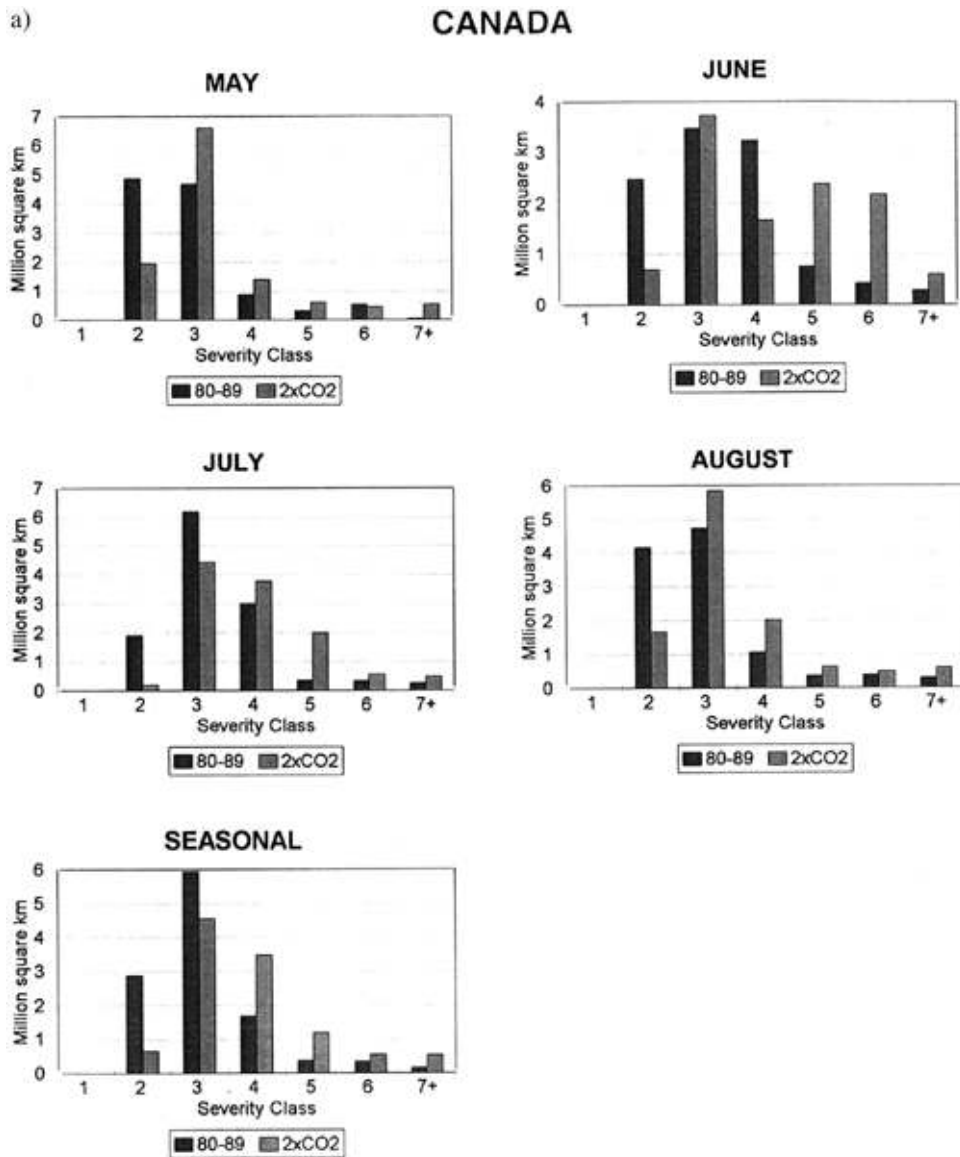 a)
CANADA
MAY
Million square km
7
6
5
4
3
2
1
0
1 2 3 4 5 6 7+
Severity Class
80-89 2xCO2
JUNE
Million square km
4
3
2
1
0
1 2 3 4 5 6 7+
Severity Class
80-89 2xCO2
JULY
Million square km
7
6
5
4
3
2
1
0
1 2 3 4 5 6 7+
Severity Class
80-89 2xCO2
AUGUST
Million square km
6
5
4
3
2
1
0
1 2 3 4 5 6 7+
Severity Class
80-89 2xCO2
SEASONAL
Million square km
6
5
4
3
2
1
0
1 2 3 4 5 6 7+
Severity Class
80-89 2xCO2